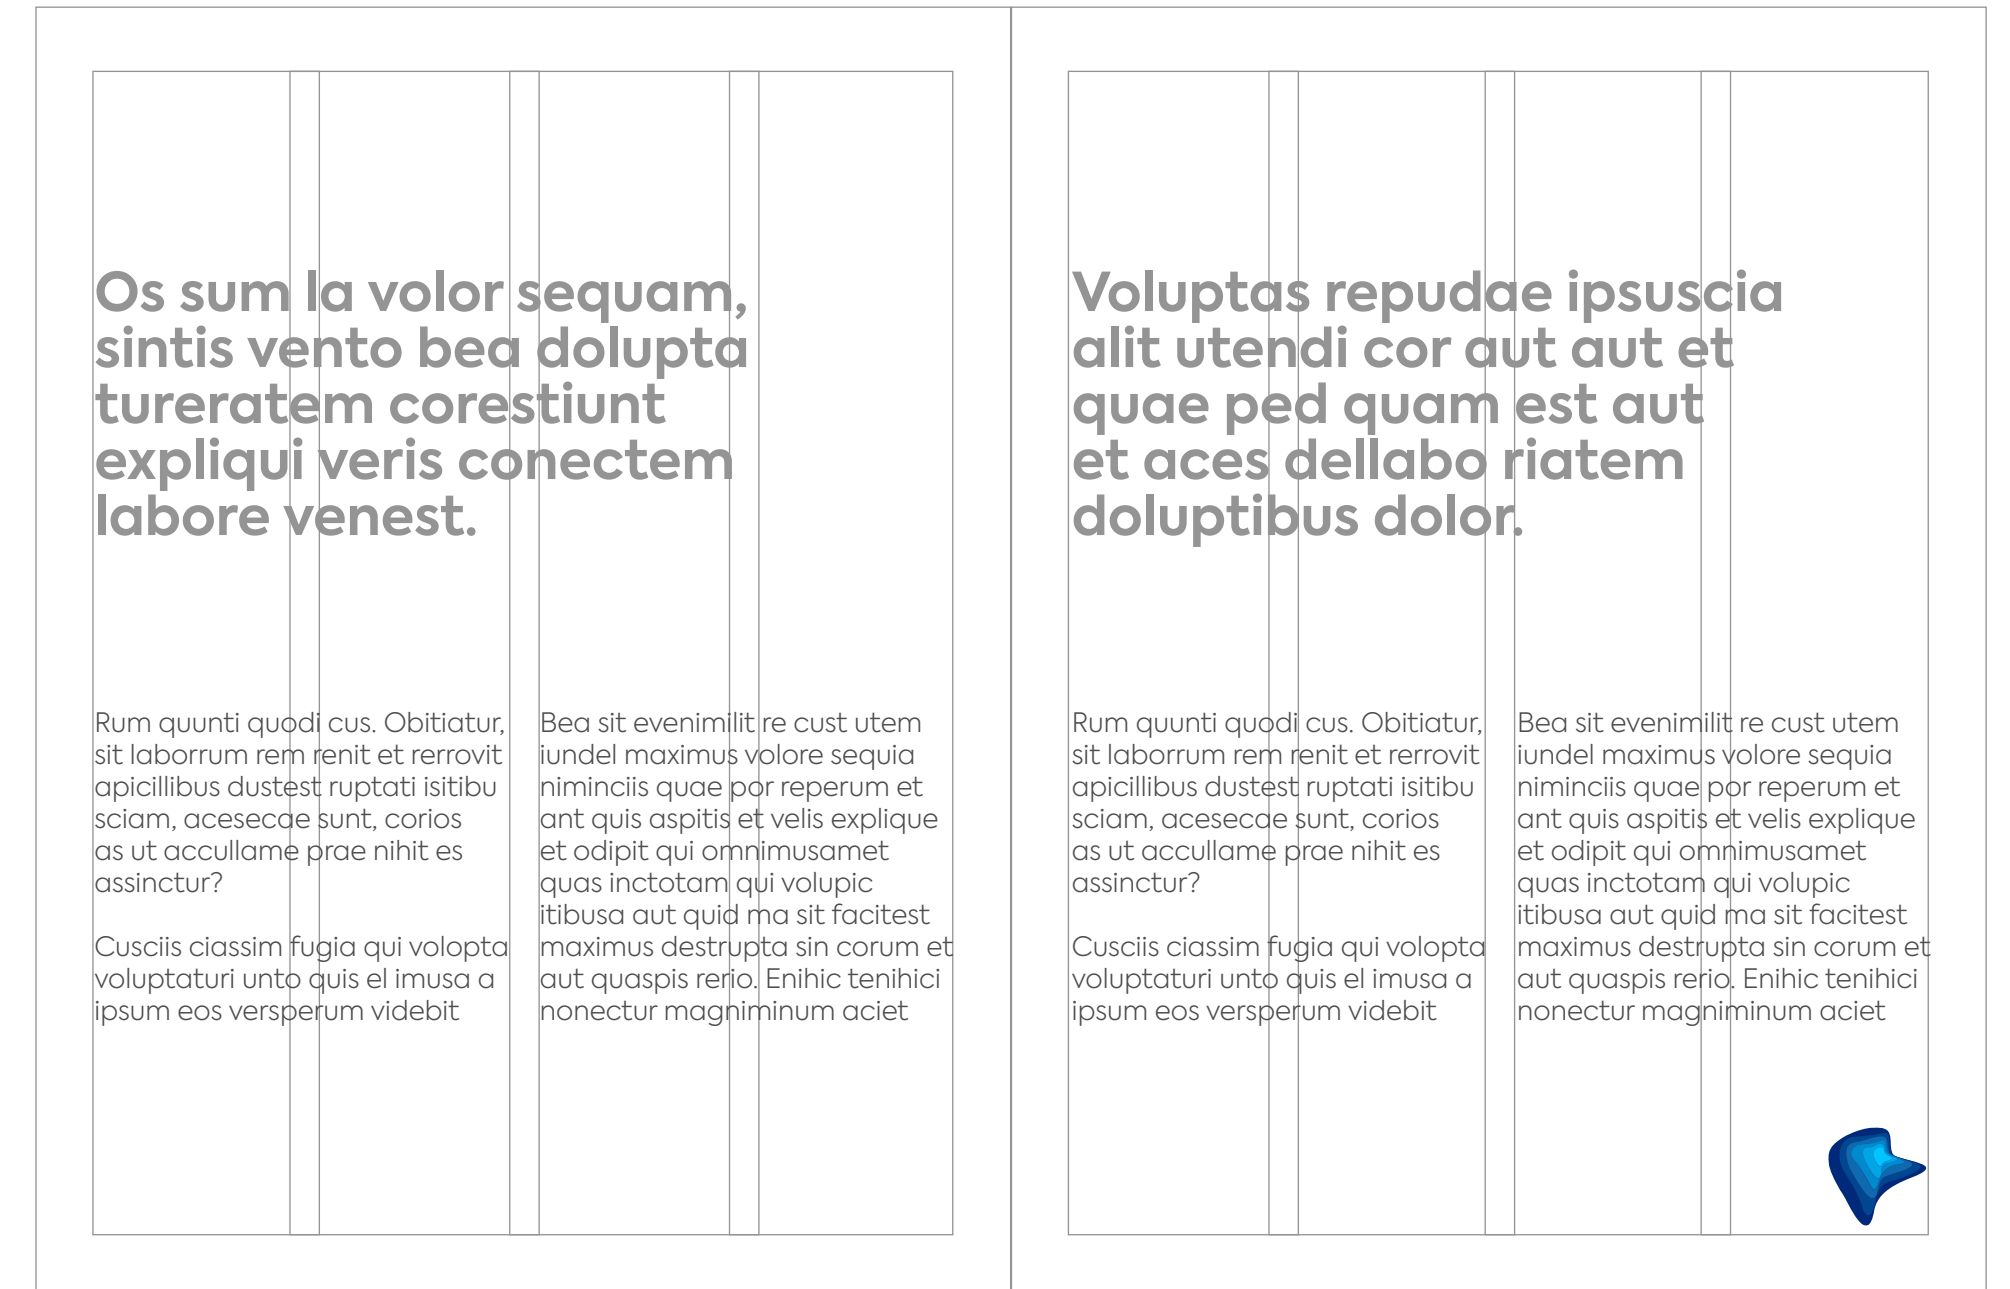 Os sum la volor sequam,
sintis vento bea dolupta
tureratem corestiunt
expliqui veris conectem
labore venest.
Rum quunti quodi cus. Obitiatur,
sit laborrum rem renit et rerrovit
apicillibus dustest ruptati isitibu
sciam, acesecae sunt, corios
as ut accullame prae nihit es
assinctur?
Cusciis ciassim fugia qui volopta
voluptaturi unto quis el imusa a
ipsum eos versperum videbit
Bea sit evenimilit re cust utem
iundel maximus volore sequia
niminciis quae por reperum et
ant quis aspitis et velis explique
et odipit qui omnimusamet
quas inctotam qui volupic
itibusa aut quid ma sit facitest
maximus destrupta sin corum et
aut quaspis rerio. Enihic tenihici
nonectur magniminum aciet
Voluptas repudae ipsuscia
alit utendi cor aut aut et
quae ped quam est aut
et aces dellabo riatem
doluptibus dolor.
Rum quunti quodi cus. Obitiatur,
sit laborrum rem renit et rerrovit
apicillibus dustest ruptati isitibu
sciam, acesecae sunt, corios
as ut accullame prae nihit es
assinctur?
Cusciis ciassim fugia qui volopta
voluptaturi unto quis el imusa a
ipsum eos versperum videbit
Bea sit evenimilit re cust utem
iundel maximus volore sequia
niminciis quae por reperum et
ant quis aspitis et velis explique
et odipit qui omnimusamet
quas inctotam qui volupic
itibusa aut quid ma sit facitest
maximus destrupta sin corum et
aut quaspis rerio. Enihic tenihici
nonectur magniminum aciet